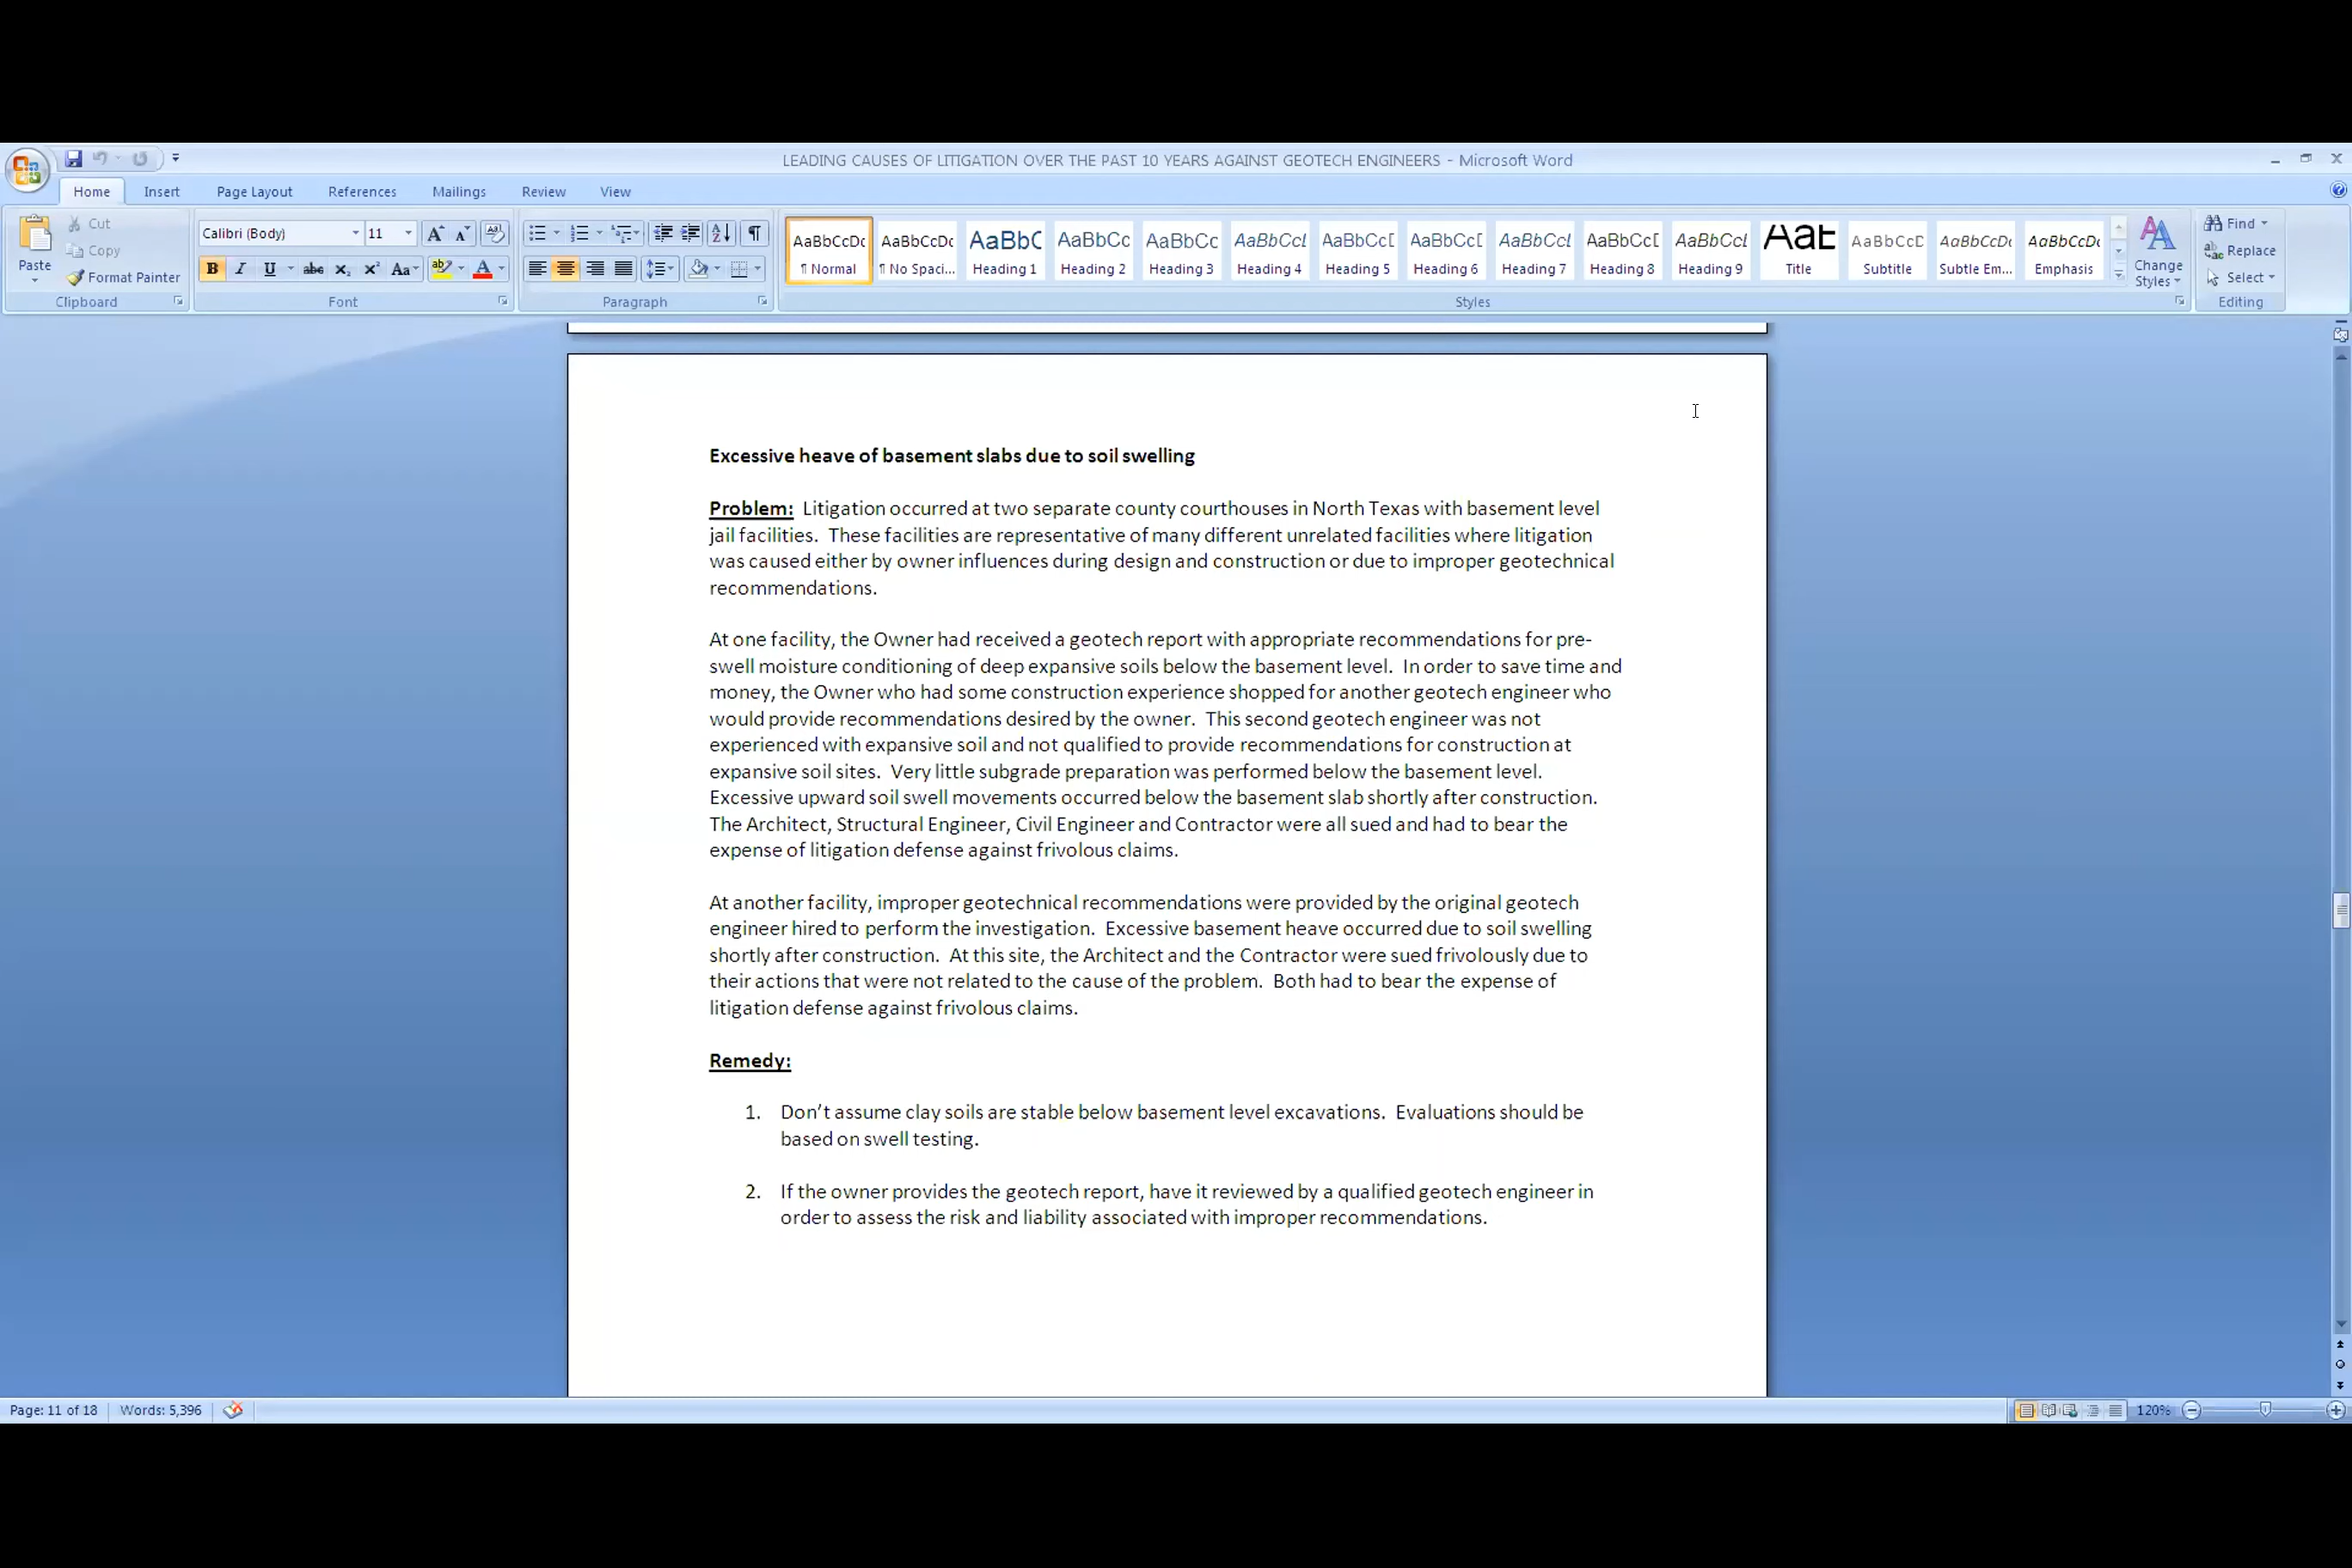 LEADING CAUSES OF LITIGATION OVER THE PAST 10 YEARS AGAINST GEOTECH ENGINEERS - Microsoft Word
Home Insert Page Layout References Mailings Review View
Paste
Cut
Copy
Format Painter
Clipboard
Calibri (Body) 11
B I U abc x₂ x² Aa ab A
Font
Paragraph
AaBbCcDc AaBbCcDc AaBbC AaBbCc AaBbCc AaBbCcI AaBbCcD AaBbCcD AaBbCcI AaBbCcD AaBbCcI AaB AaBbCcD AaBbCcDc AaBbCcDc
¶ Normal ¶ No Spaci... Heading 1 Heading 2 Heading 3 Heading 4 Heading 5 Heading 6 Heading 7 Heading 8 Heading 9 Title Subtitle Subtle Em... Emphasis
Styles
Change
Styles
Find
Replace
Select
Editing
Excessive heave of basement slabs due to soil swelling
Problem: Litigation occurred at two separate county courthouses in North Texas with basement level
jail facilities. These facilities are representative of many different unrelated facilities where litigation
was caused either by owner influences during design and construction or due to improper geotechnical
recommendations.
At one facility, the Owner had received a geotech report with appropriate recommendations for pre-
swell moisture conditioning of deep expansive soils below the basement level. In order to save time and
money, the Owner who had some construction experience shopped for another geotech engineer who
would provide recommendations desired by the owner. This second geotech engineer was not
experienced with expansive soil and not qualified to provide recommendations for construction at
expansive soil sites. Very little subgrade preparation was performed below the basement level.
Excessive upward soil swell movements occurred below the basement slab shortly after construction.
The Architect, Structural Engineer, Civil Engineer and Contractor were all sued and had to bear the
expense of litigation defense against frivolous claims.
At another facility, improper geotechnical recommendations were provided by the original geotech
engineer hired to perform the investigation. Excessive basement heave occurred due to soil swelling
shortly after construction. At this site, the Architect and the Contractor were sued frivolously due to
their actions that were not related to the cause of the problem. Both had to bear the expense of
litigation defense against frivolous claims.
Remedy:
1. Don't assume clay soils are stable below basement level excavations. Evaluations should be
based on swell testing.
2. If the owner provides the geotech report, have it reviewed by a qualified geotech engineer in
order to assess the risk and liability associated with improper recommendations.
Page: 11 of 18 Words: 5,396 120%